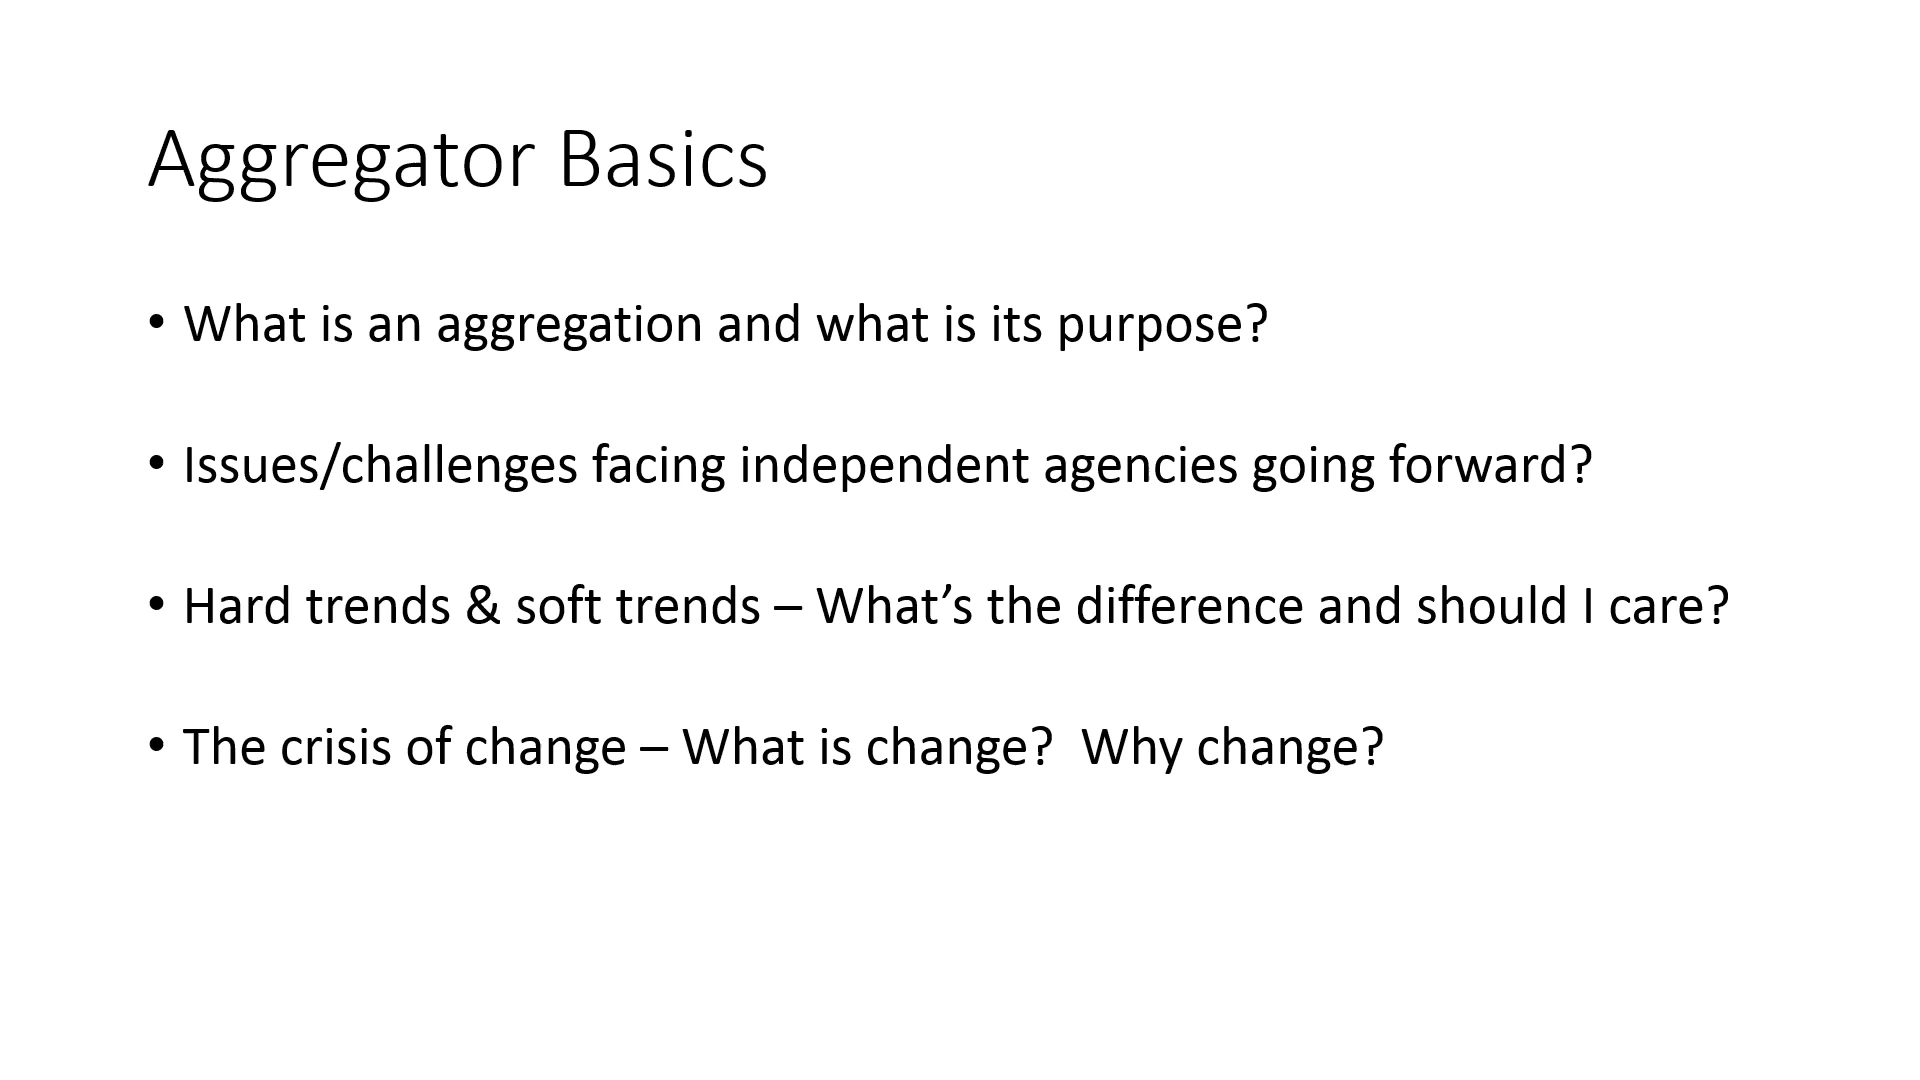 Aggregator Basics
• What is an aggregation and what is its purpose?
• Issues/challenges facing independent agencies going forward?
• Hard trends & soft trends – What’s the difference and should I care?
• The crisis of change – What is change?  Why change?